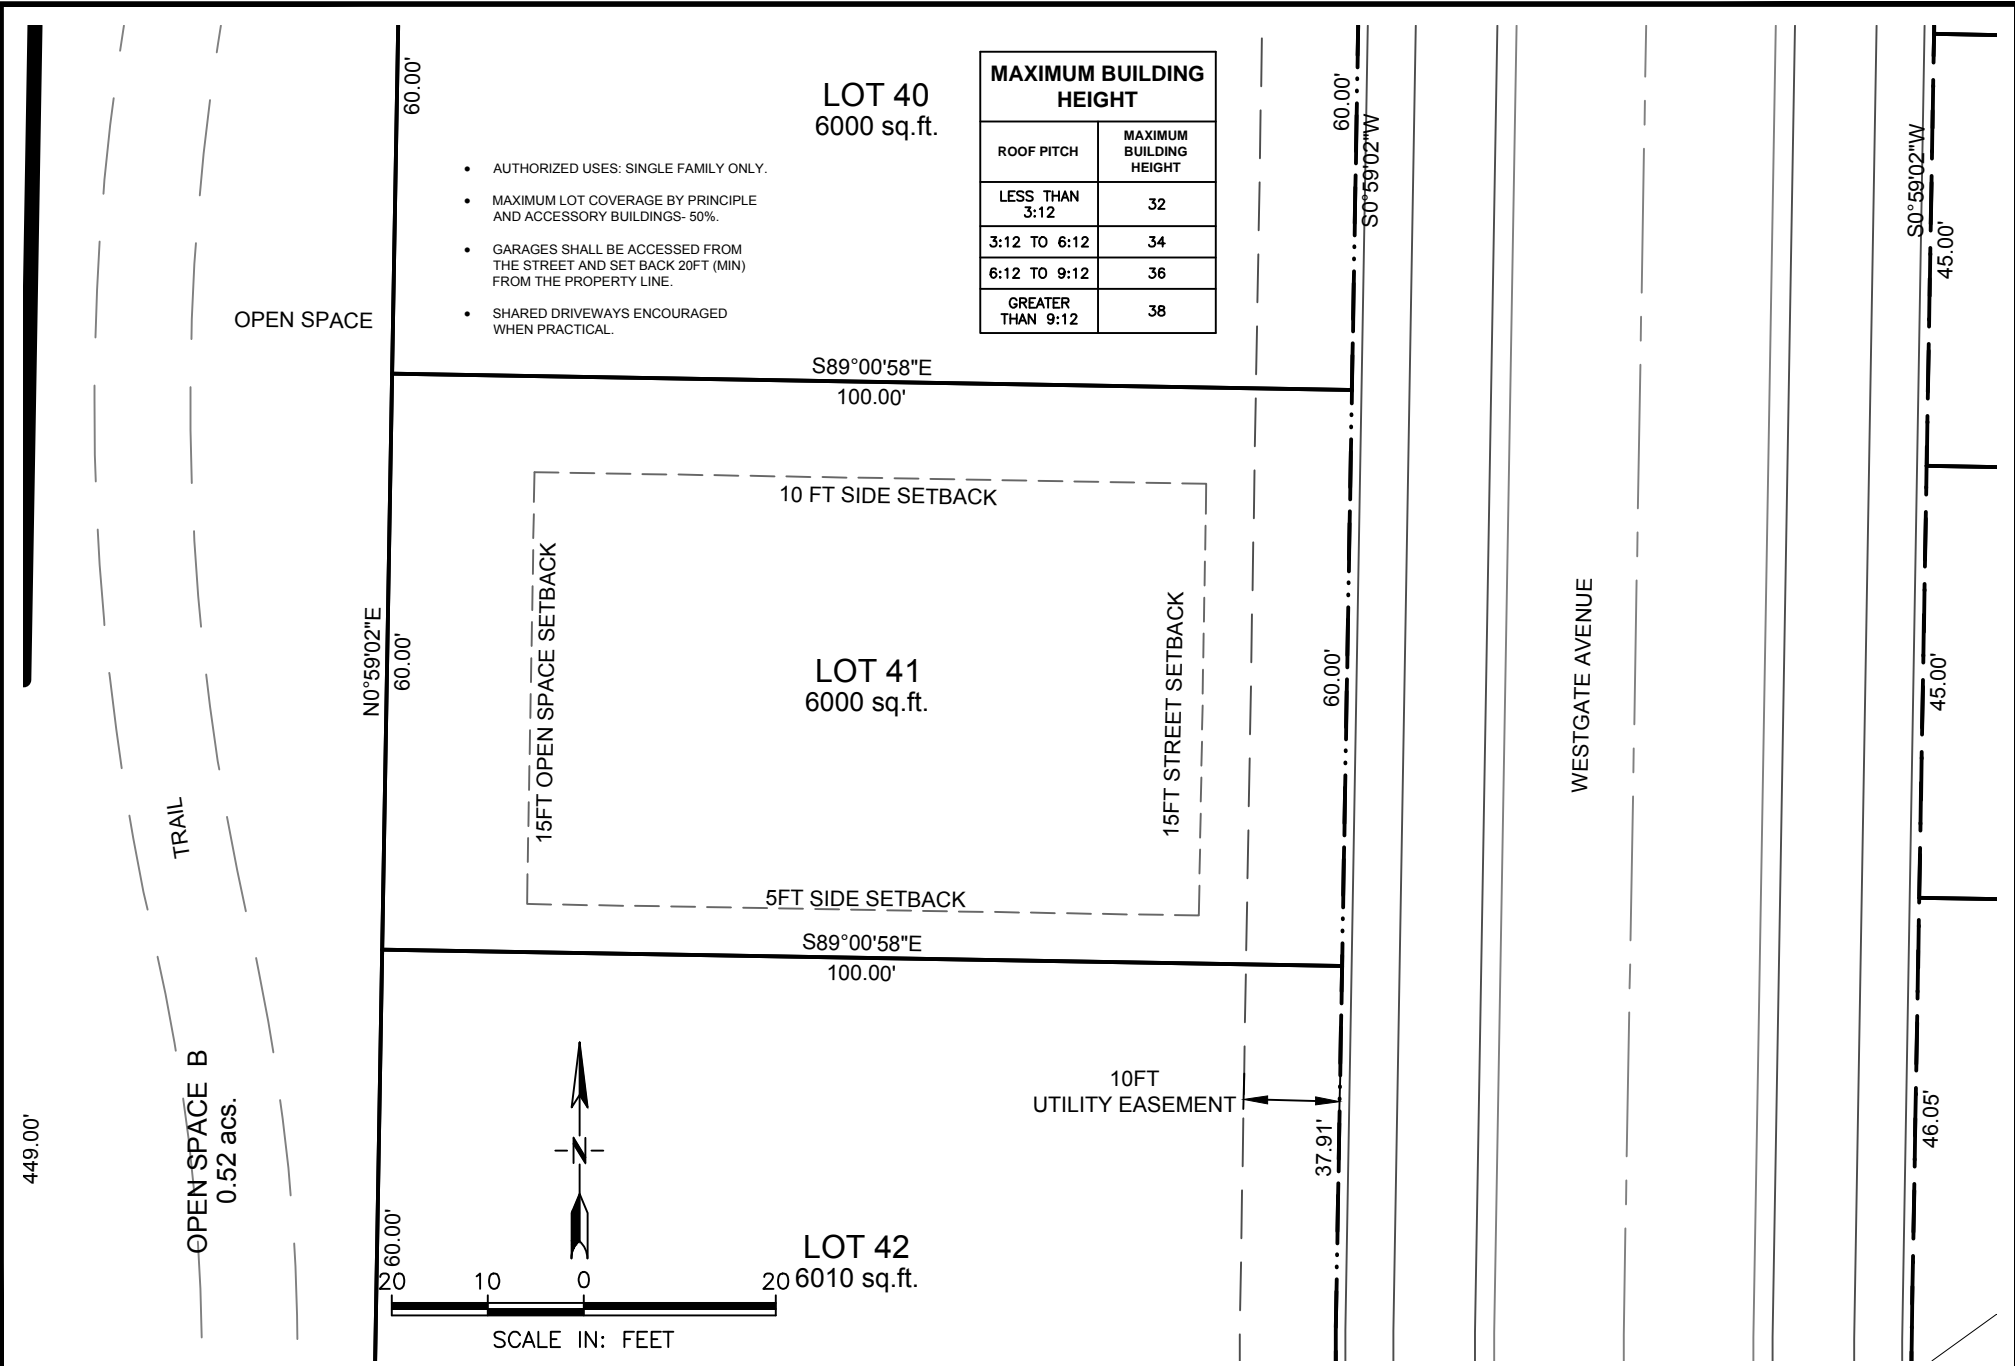 LOT 40
6000 sq.ft.
60.00'
60.00'
S0°59'02"W
S0°59'02"W
45.00'
MAXIMUM BUILDING
HEIGHT
ROOF PITCH
MAXIMUM
BUILDING
HEIGHT
LESS THAN
3:12
32
3:12 TO 6:12
34
6:12 TO 9:12
36
GREATER
THAN 9:12
38
• AUTHORIZED USES: SINGLE FAMILY ONLY.
• MAXIMUM LOT COVERAGE BY PRINCIPLE
AND ACCESSORY BUILDINGS- 50%.
• GARAGES SHALL BE ACCESSED FROM
THE STREET AND SET BACK 20FT (MIN)
FROM THE PROPERTY LINE.
• SHARED DRIVEWAYS ENCOURAGED
WHEN PRACTICAL.
OPEN SPACE
S89°00'58"E
100.00'
10 FT SIDE SETBACK
15FT OPEN SPACE SETBACK
15FT STREET SETBACK
N0°59'02"E
60.00'
LOT 41
6000 sq.ft.
60.00'
WESTGATE AVENUE
45.00'
TRAIL
5FT SIDE SETBACK
S89°00'58"E
100.00'
OPEN SPACE B
0.52 acs.
449.00'
N
10FT
UTILITY EASEMENT
37.91'
46.05'
60.00'
LOT 42
6010 sq.ft.
20 10 0 20
SCALE IN: FEET